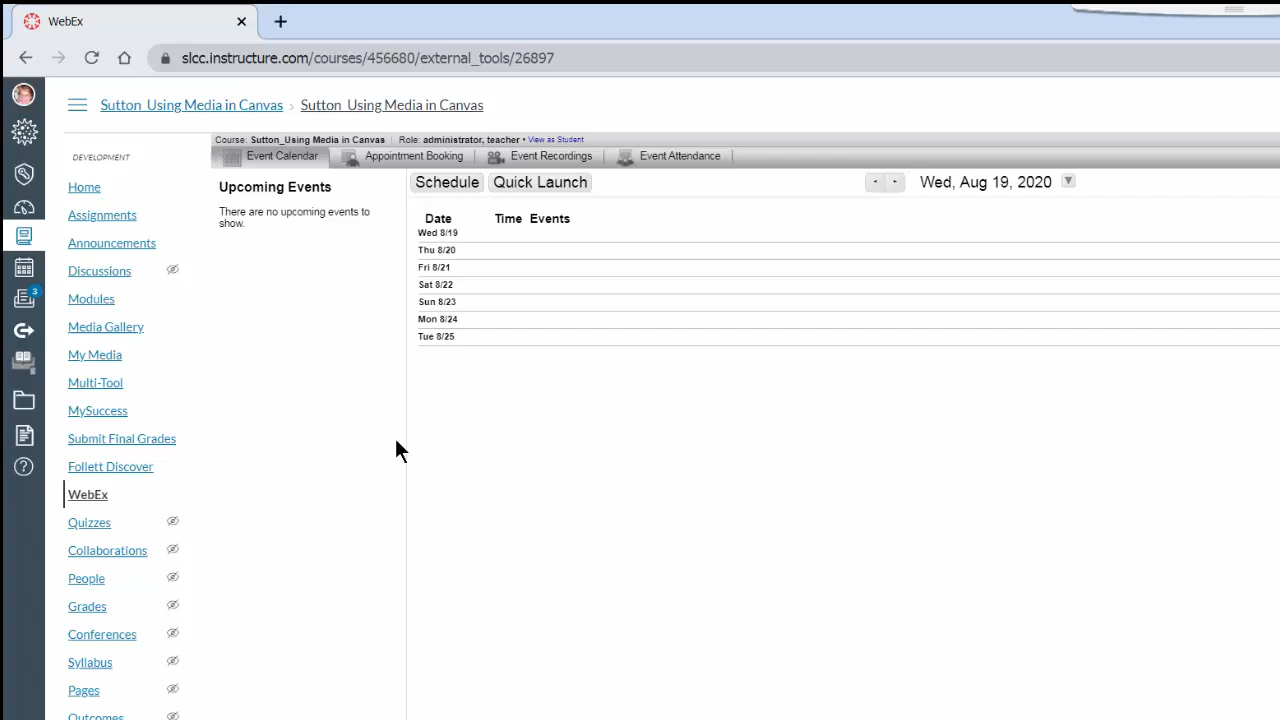 WebEx
slcc.instructure.com/courses/456680/external_tools/26897
Sutton_Using Media in Canvas › Sutton_Using Media in Canvas
Course: Sutton_Using Media in Canvas | Role: administrator, teacher • View as Student
Event Calendar Appointment Booking Event Recordings Event Attendance
DEVELOPMENT
Home
Assignments
Announcements
Discussions
Modules
Media Gallery
My Media
Multi-Tool
MySuccess
Submit Final Grades
Follett Discover
WebEx
Quizzes
Collaborations
People
Grades
Conferences
Syllabus
Pages
Outcomes
3
Upcoming Events
There are no upcoming events to
show.
Schedule Quick Launch Wed, Aug 19, 2020
Date Time Events
Wed 8/19
Thu 8/20
Fri 8/21
Sat 8/22
Sun 8/23
Mon 8/24
Tue 8/25